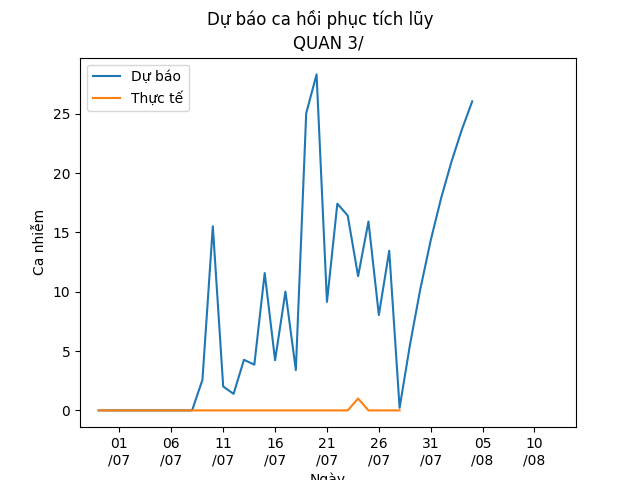 Dự báo ca hồi phục tích lũy
QUAN 3/
Dự báo
Thực tế
Ca nhiễm
25
20
15
10
5
0
01 06 11 16 21 26 31 05 10
/07 /07 /07 /07 /07 /07 /07 /08 /08
Ngày